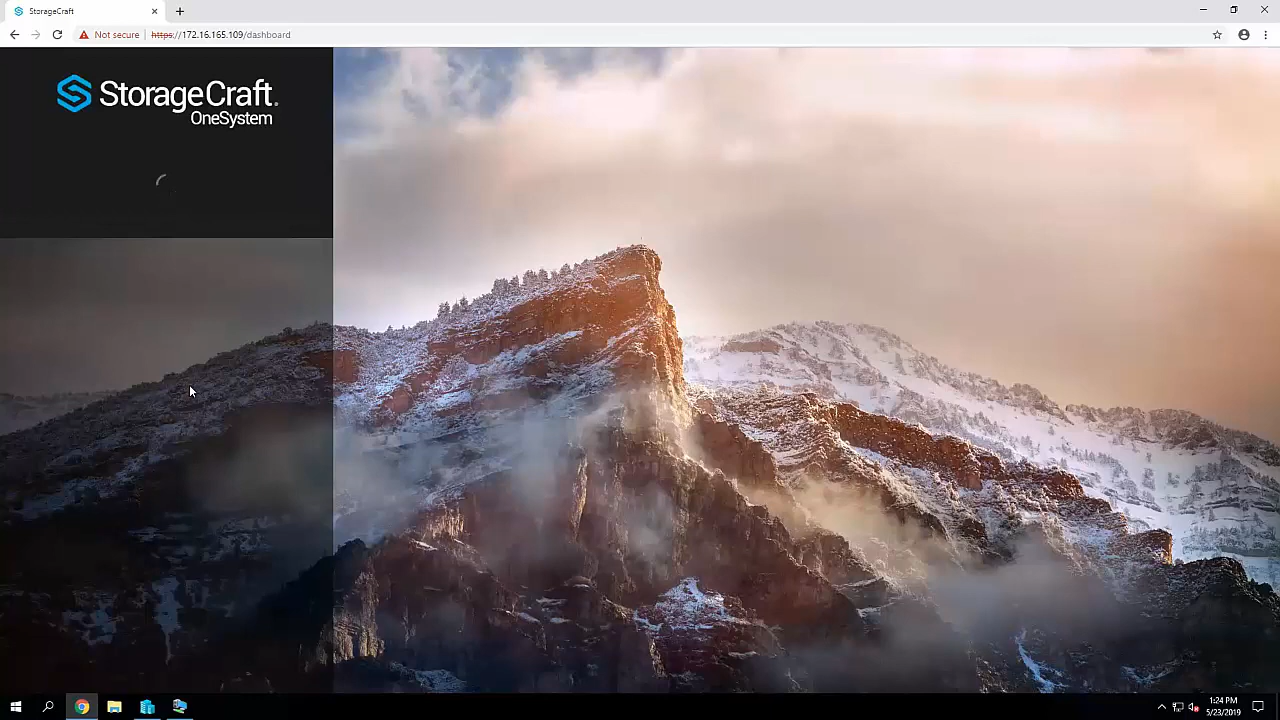 StorageCraft
Not secure
https://172.16.165.109/dashboard
StorageCraft.
OneSystem
1:24 PM
5/23/2019